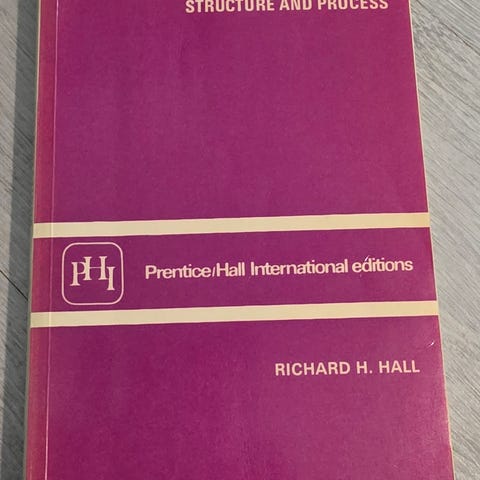 STRUCTURE AND PROCESS
PHI
Prentice/Hall International editions
RICHARD H. HALL